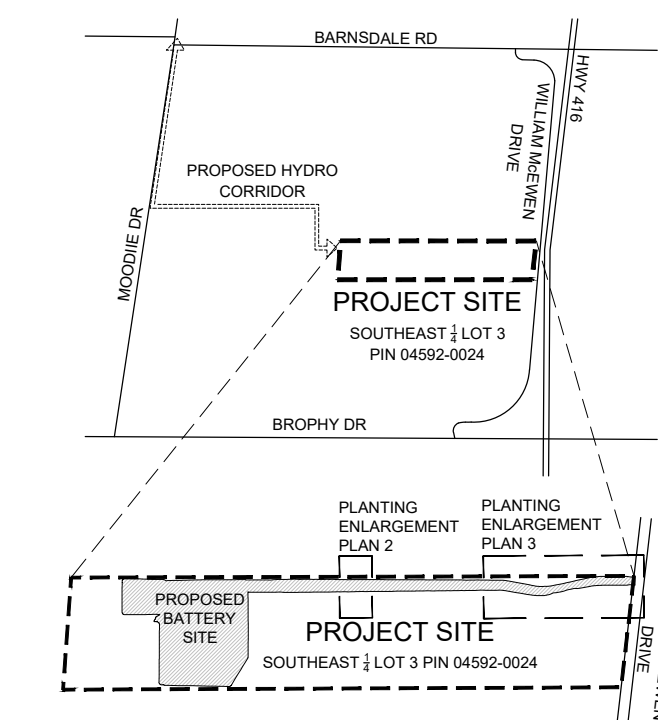 BARNSDALE RD
HWY 416
WILLIAM McEWEN
DRIVE
PROPOSED HYDRO
CORRIDOR
MOODIIE DR
PROJECT SITE
SOUTHEAST 1/4 LOT 3
PIN 04592-0024
BROPHY DR
PLANTING
ENLARGEMENT
PLAN 2
PLANTING
ENLARGEMENT
PLAN 3
PROPOSED
BATTERY
SITE
PROJECT SITE
SOUTHEAST 1/4 LOT 3 PIN 04592-0024
DRIVE